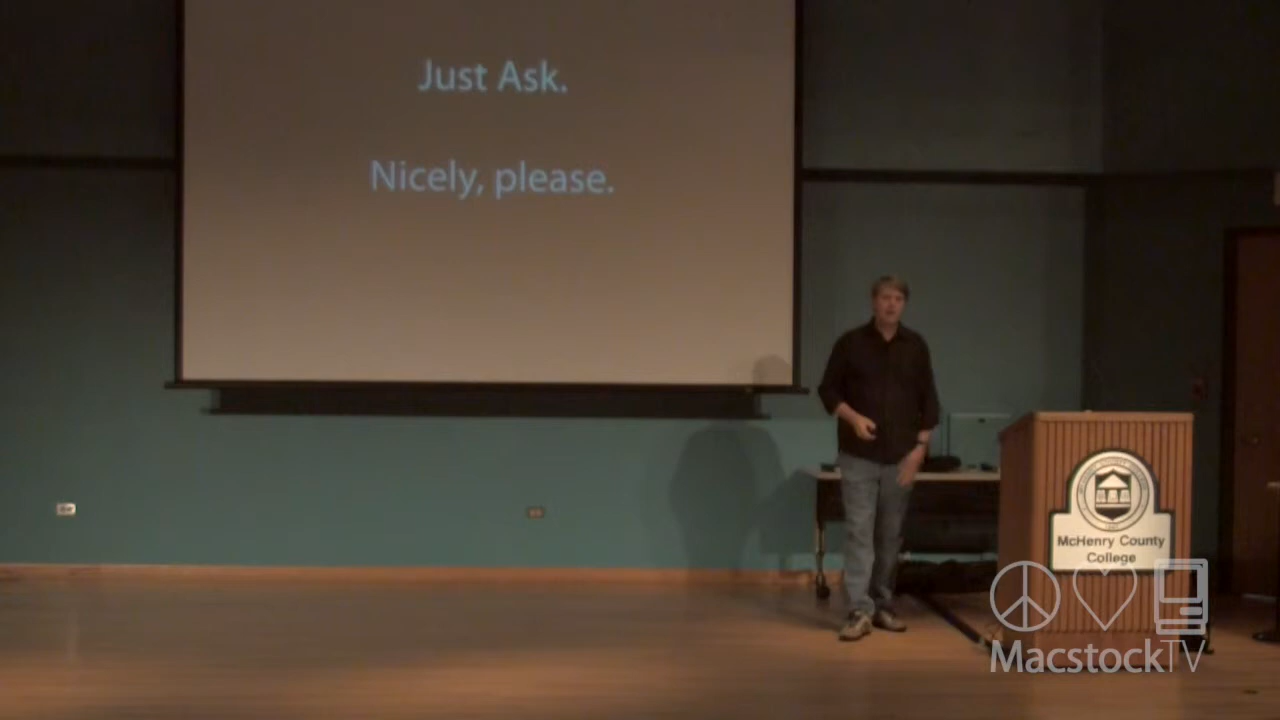 Just Ask.
Nicely, please.
McHenry County
College
MacstockTV